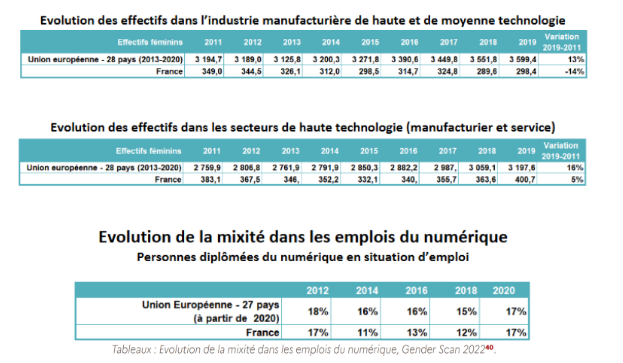 Evolution des effectifs dans l'industrie manufacturière de haute et de moyenne technologie
Effectifs féminins 2011 2012 2013 2014 2015 2016 2017 2018 2019 Variation 2019-2011
Union européenne - 28 pays (2013-2020) 3 194,7 3 189,0 3 125,8 3 200,3 3 271,8 3 390,6 3 449,8 3 551,8 3 599,4 13%
France 349,0 344,5 326,1 312,0 298,5 314,7 324,8 289,6 298,4 -14%
Evolution des effectifs dans les secteurs de haute technologie (manufacturier et service)
Effectifs féminins 2011 2012 2013 2014 2015 2016 2017 2018 2019 Variation 2019-2011
Union européenne - 28 pays (2013-2020) 2 759,9 2 806,8 2 761,9 2 791,9 2 850,3 2 882,2 2 987, 3 059,1 3 197,6 16%
France 383,1 367,5 346, 352,2 332,1 340, 355,7 363,6 400,7 5%
Evolution de la mixité dans les emplois du numérique
Personnes diplômées du numérique en situation d'emploi
2012 2014 2016 2018 2020
Union Européenne - 27 pays
(à partir de 2020) 18% 16% 16% 15% 17%
France 17% 11% 13% 12% 17%
Tableaux : Evolution de la mixité dans les emplois du numérique, Gender Scan 2022⁴⁰.